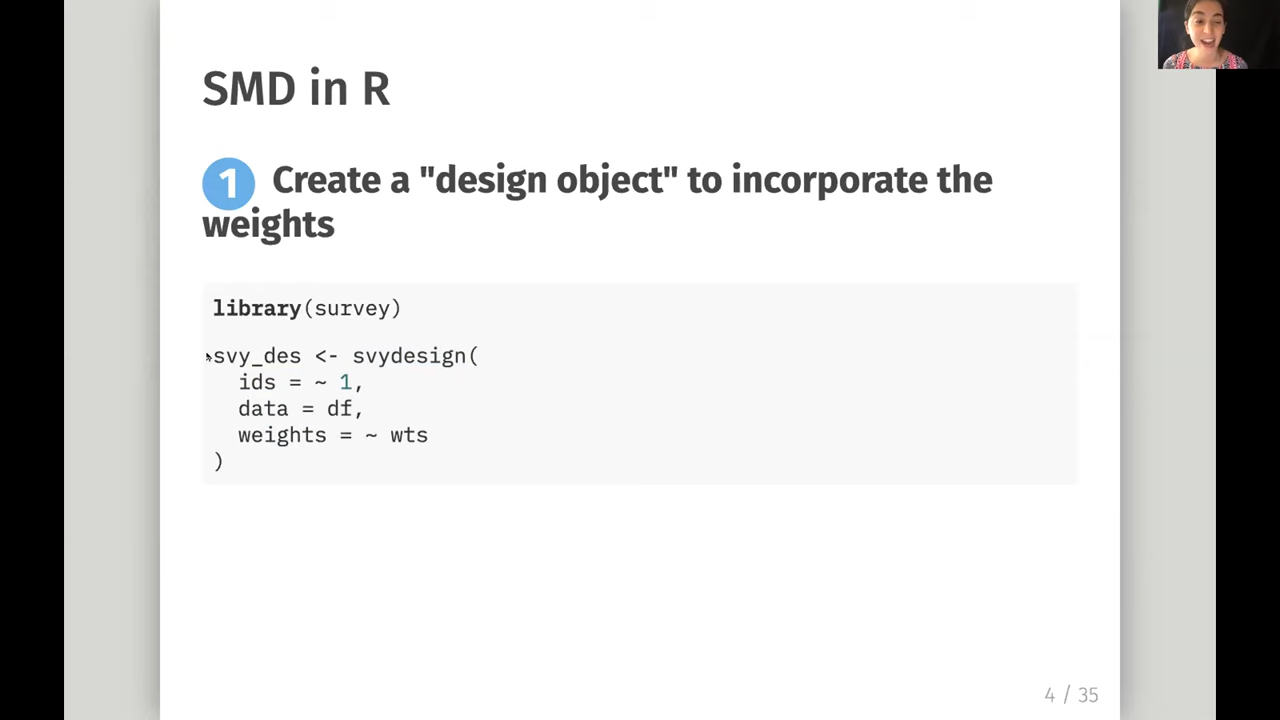 SMD in R
1 Create a "design object" to incorporate the
weights
library(survey)
svy_des <- svydesign(
ids = ~ 1,
data = df,
weights = ~ wts
)
4 / 35